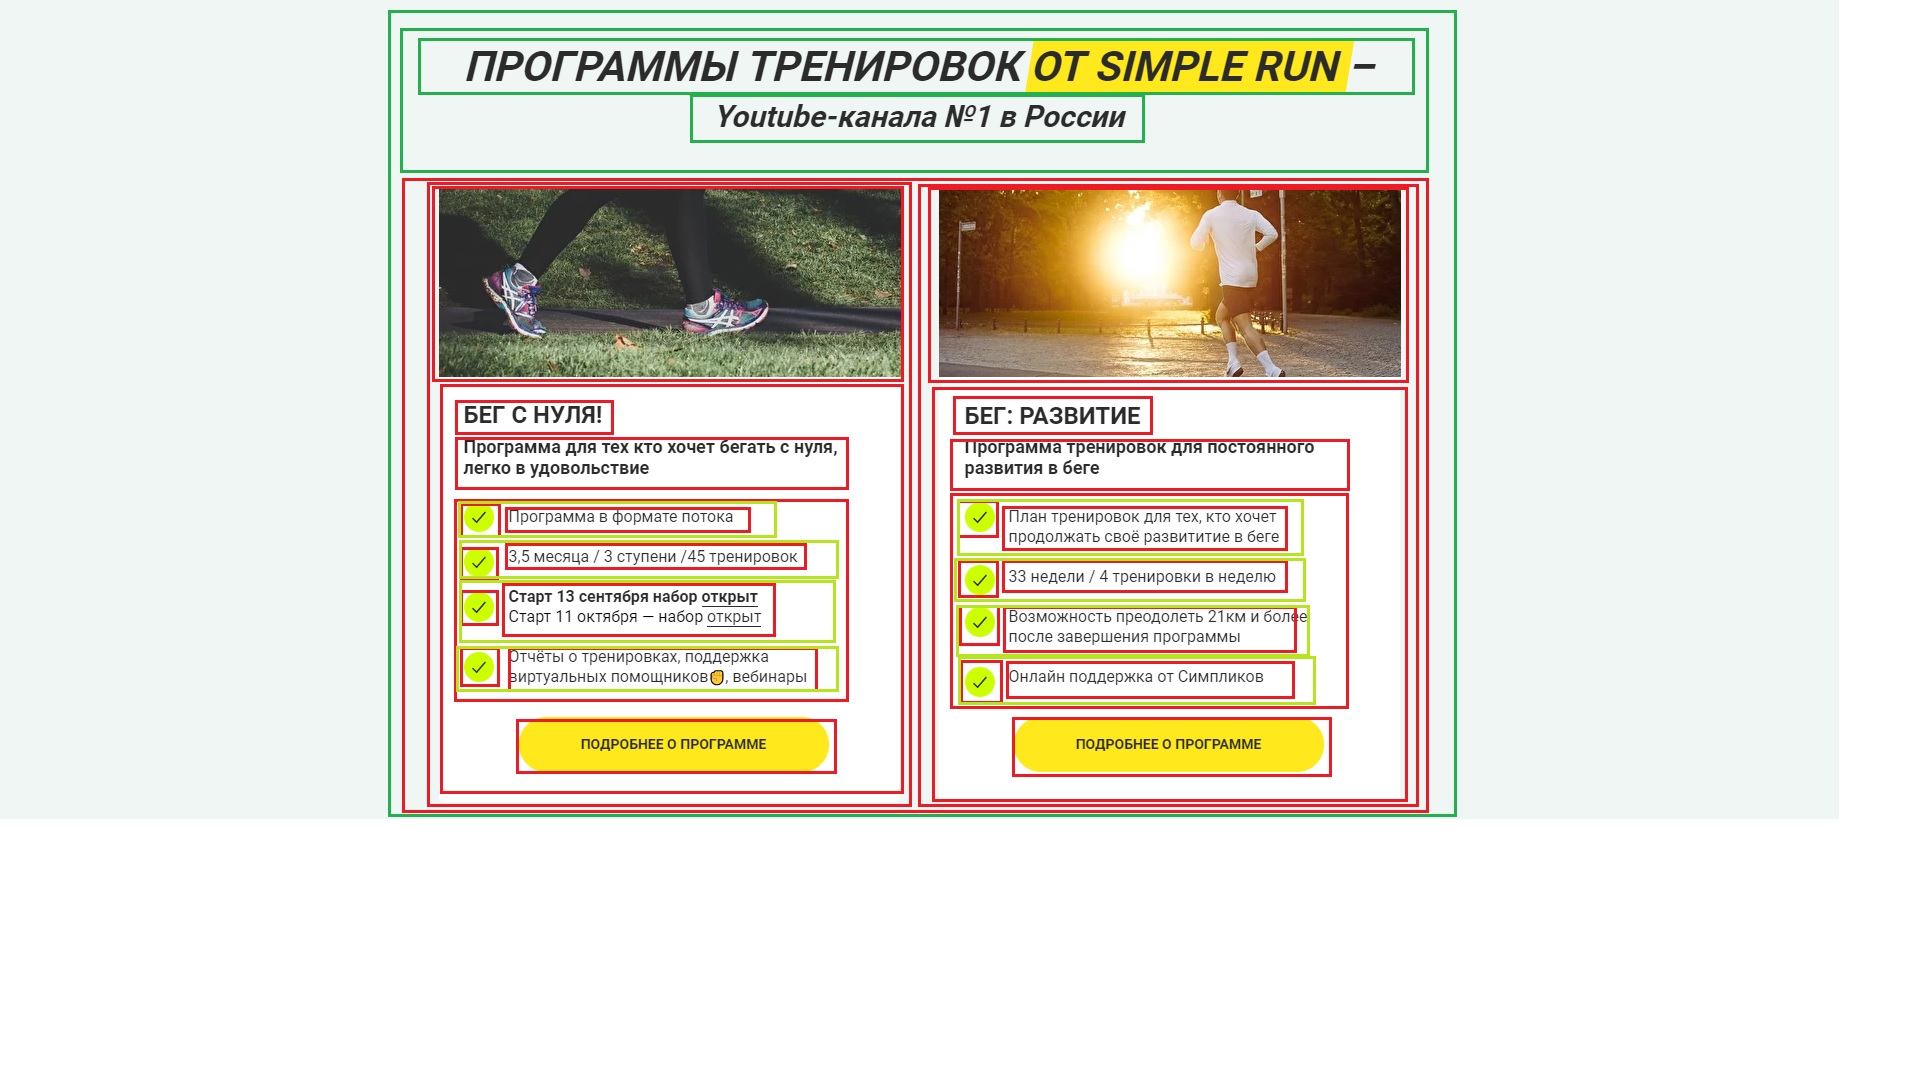 ПРОГРАММЫ ТРЕНИРОВОК ОТ SIMPLE RUN –
Youtube-канала №1 в России
БЕГ С НУЛЯ!
Программа для тех кто хочет бегать с нуля,
легко в удовольствие
Программа в формате потока
3,5 месяца / 3 ступени /45 тренировок
Старт 13 сентября набор открыт
Старт 11 октября — набор открыт
Отчёты о тренировках, поддержка
виртуальных помощников✊, вебинары
ПОДРОБНЕЕ О ПРОГРАММЕ
БЕГ: РАЗВИТИЕ
Программа тренировок для постоянного
развития в беге
План тренировок для тех, кто хочет
продолжать своё развититие в беге
33 недели / 4 тренировки в неделю
Возможность преодолеть 21км и более
после завершения программы
Онлайн поддержка от Симпликов
ПОДРОБНЕЕ О ПРОГРАММЕ